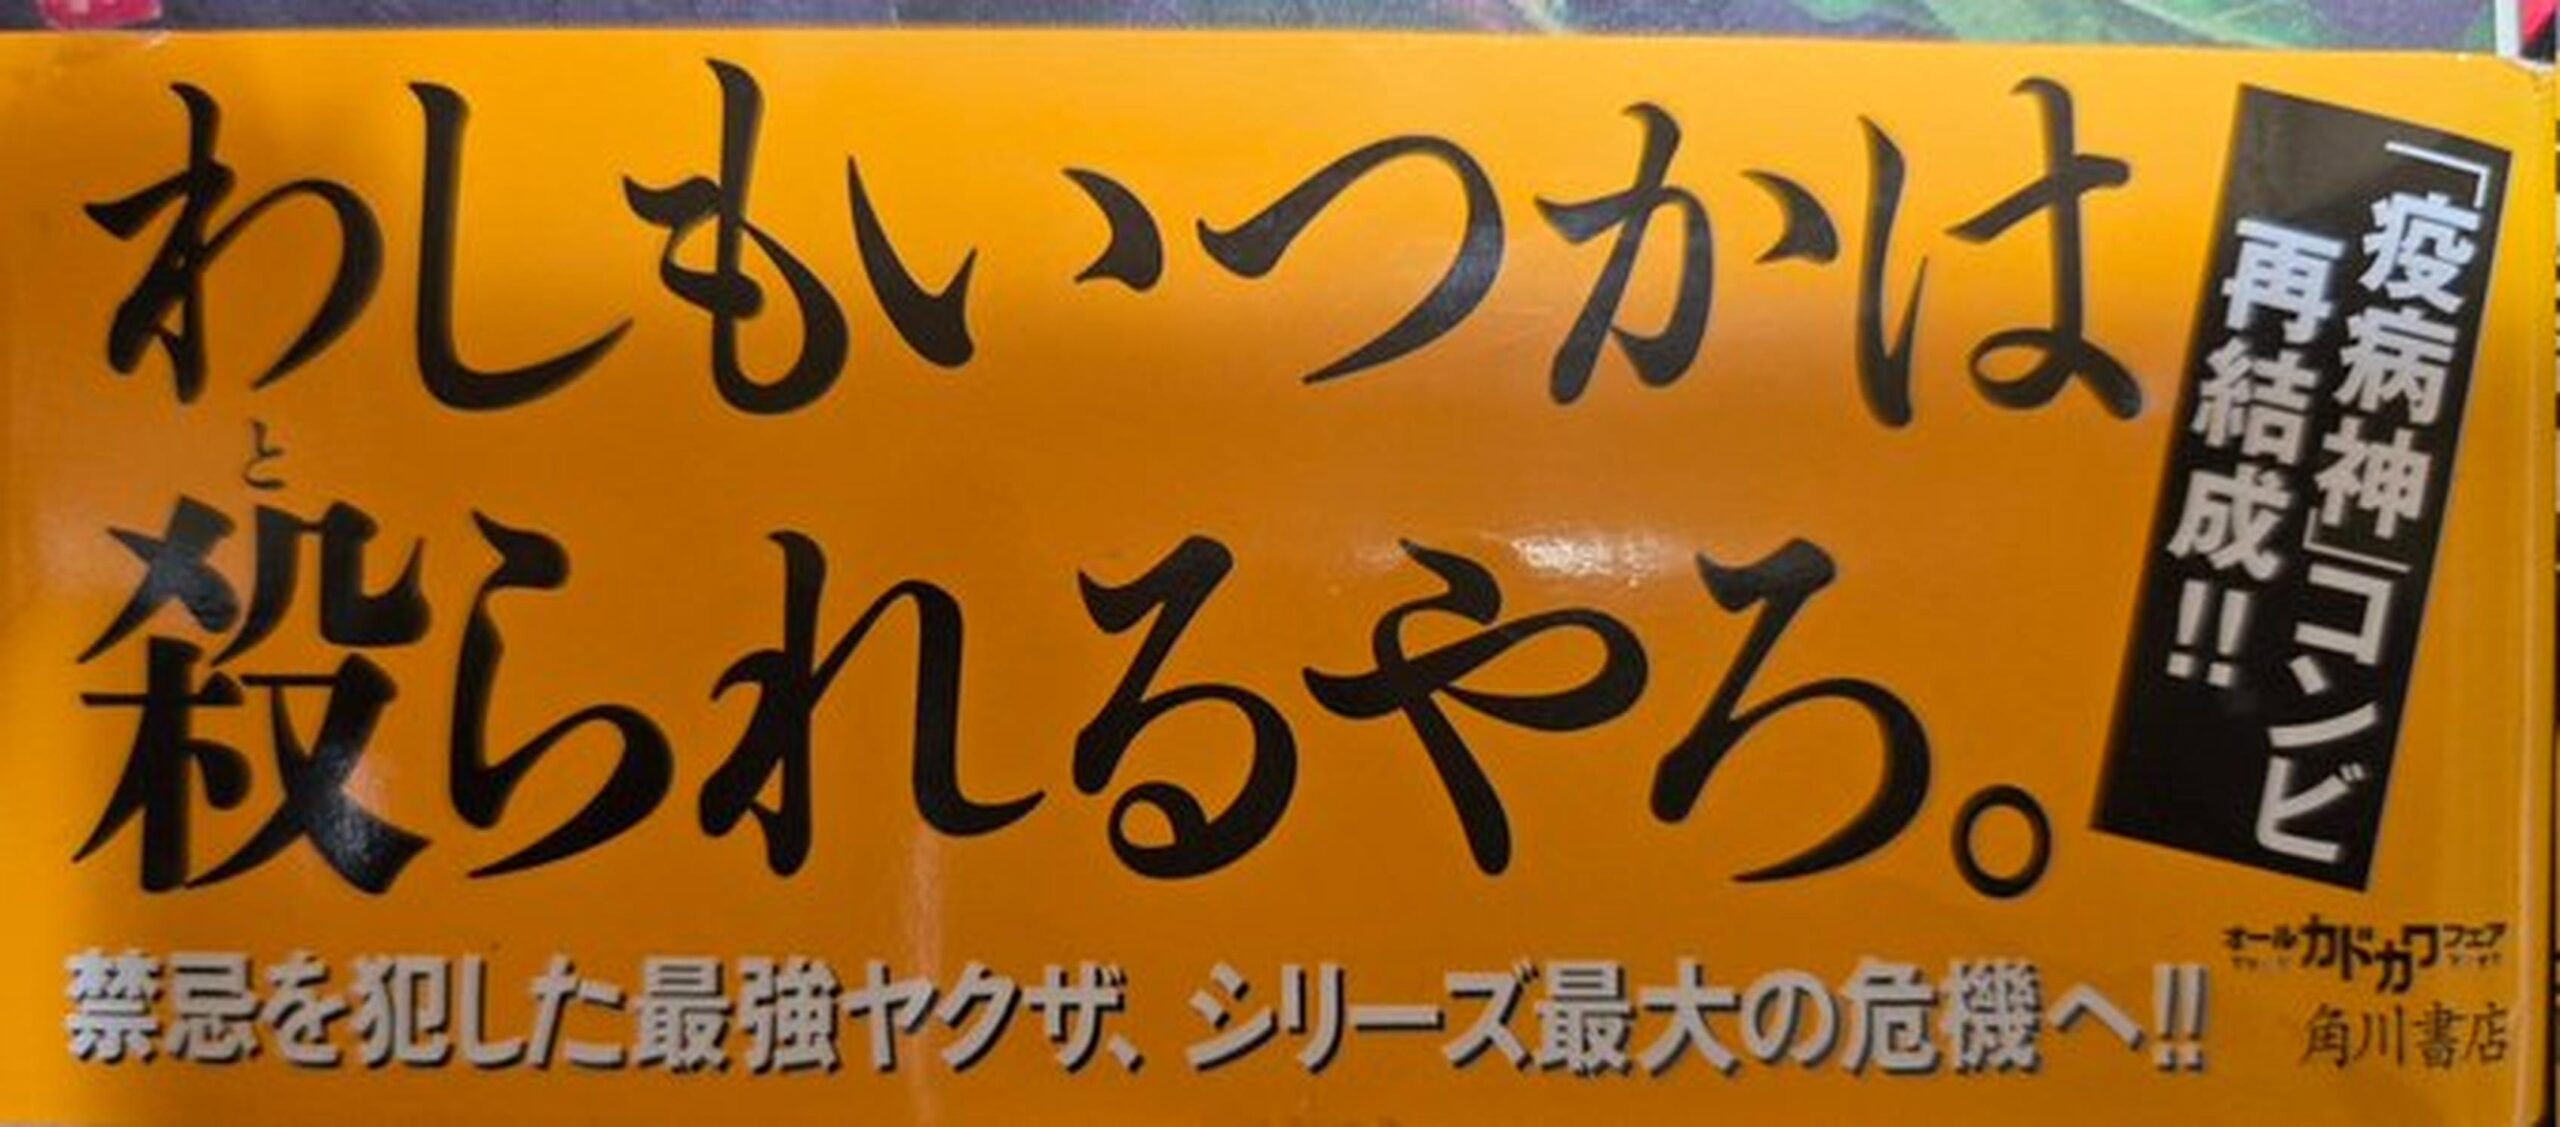 わしもいつかは
と
殺られるやろ。
「疫病神」コンビ
再結成!!
禁忌を犯した最強ヤクザ、シリーズ最大の危機へ!!
オールカドカワフェア
角川書店